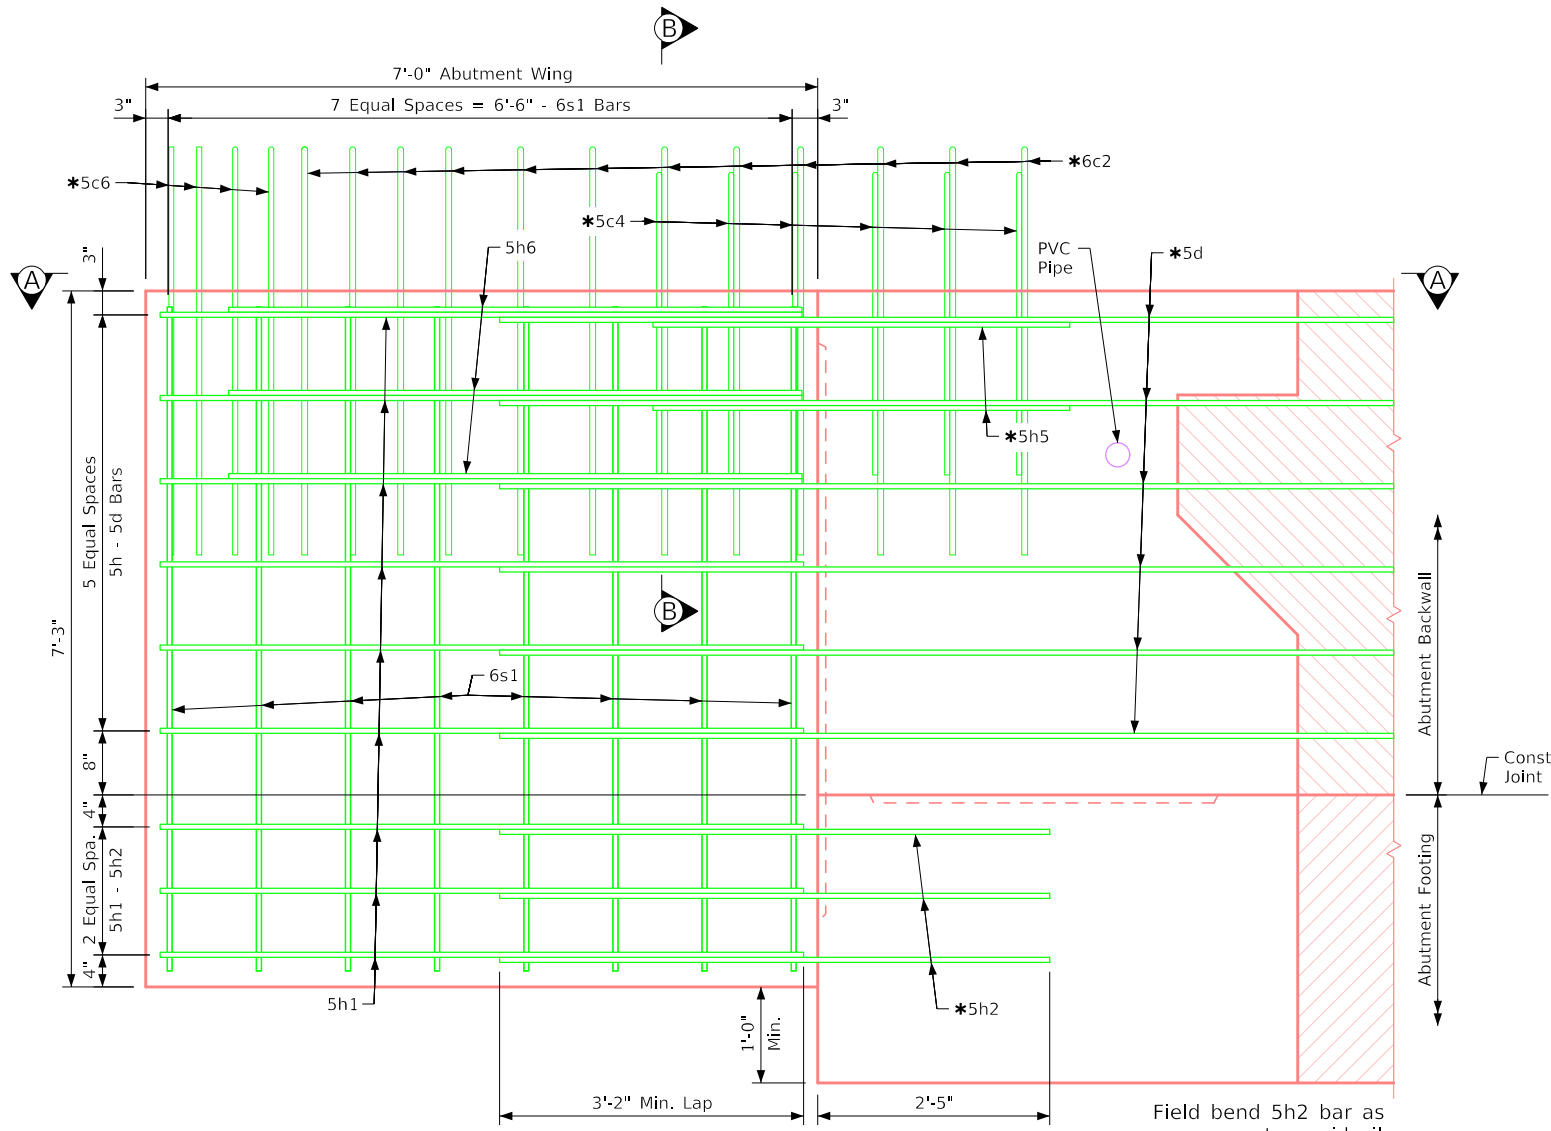 B
7'-0" Abutment Wing
3"
7 Equal Spaces = 6'-6" - 6s1 Bars
3"
✱6c2
✱5c6
✱5c4
5h6
PVC
Pipe
✱5d
3"
A
A
✱5h5
5 Equal Spaces
5h - 5d Bars
7'-3"
B
Abutment Backwall
6s1
8"
Const
Joint
4"
2 Equal Spa.
5h1 - 5h2
4"
Abutment Footing
5h1
✱5h2
1'-0"
Min.
3'-2" Min. Lap
2'-5"
Field bend 5h2 bar as